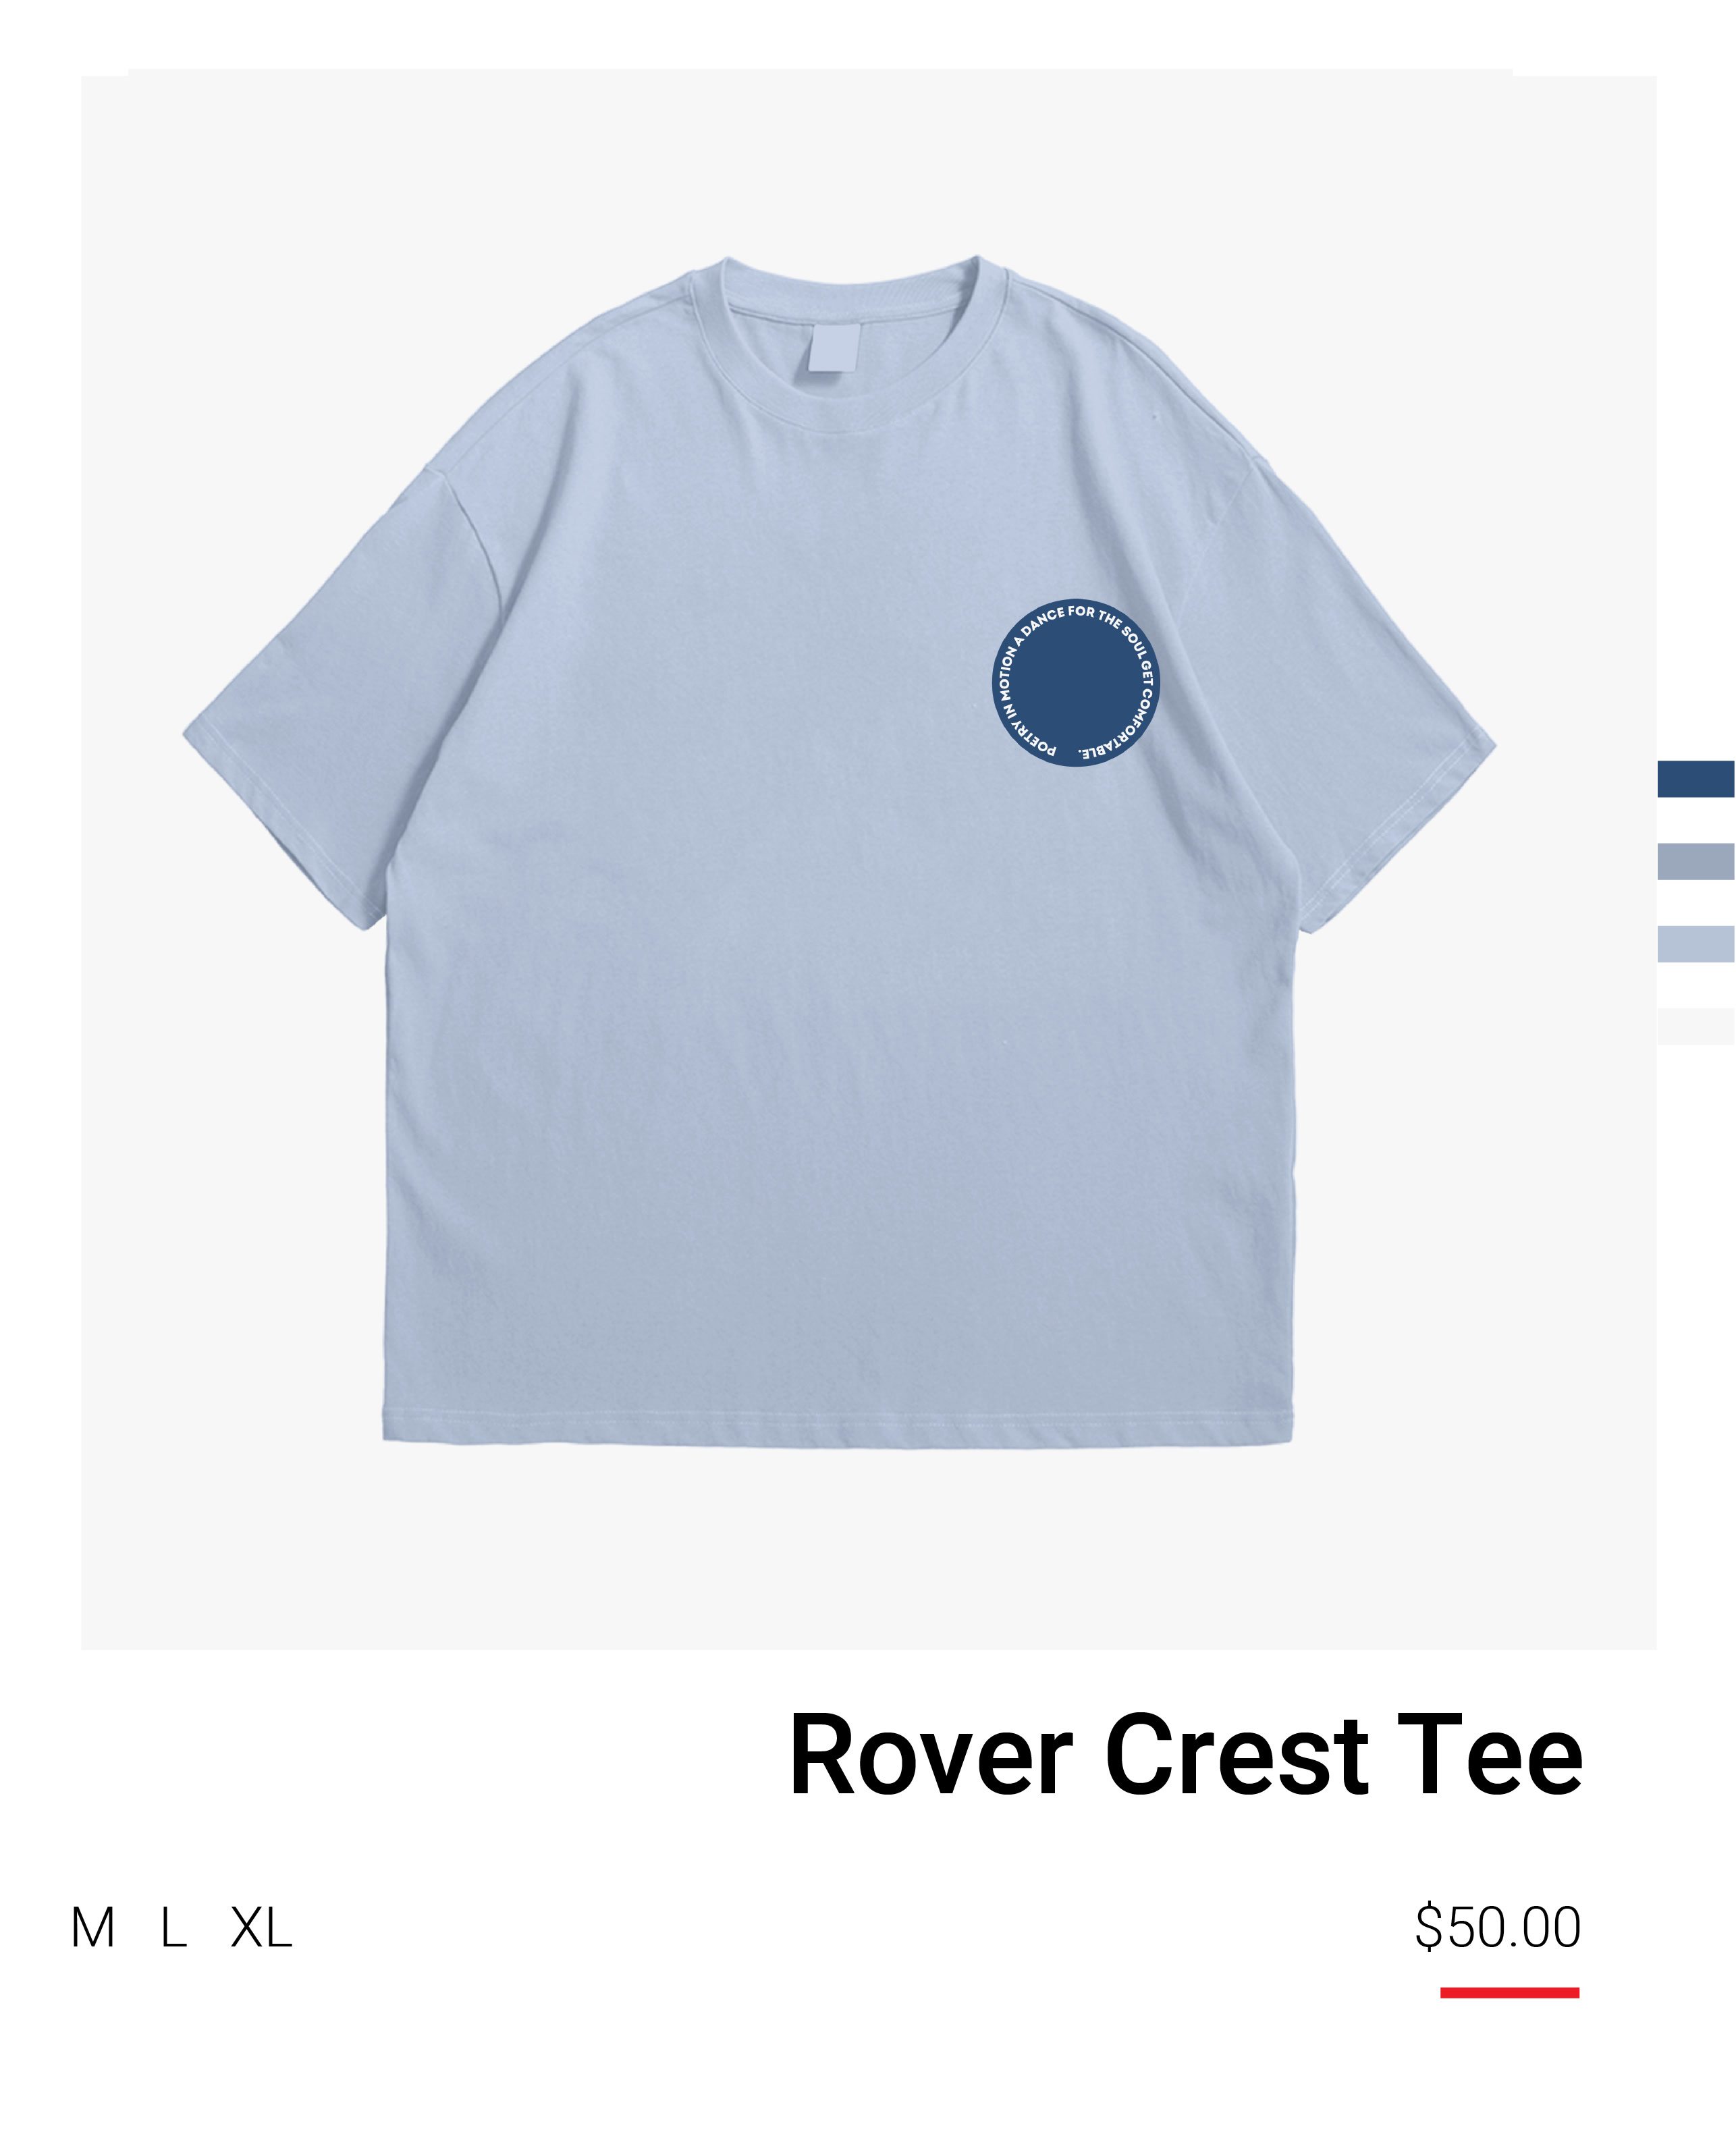 POETRY IN MOTION A DANCE FOR THE SOUL GET COMFORTABLE.
Rover Crest Tee
M L XL
$50.00